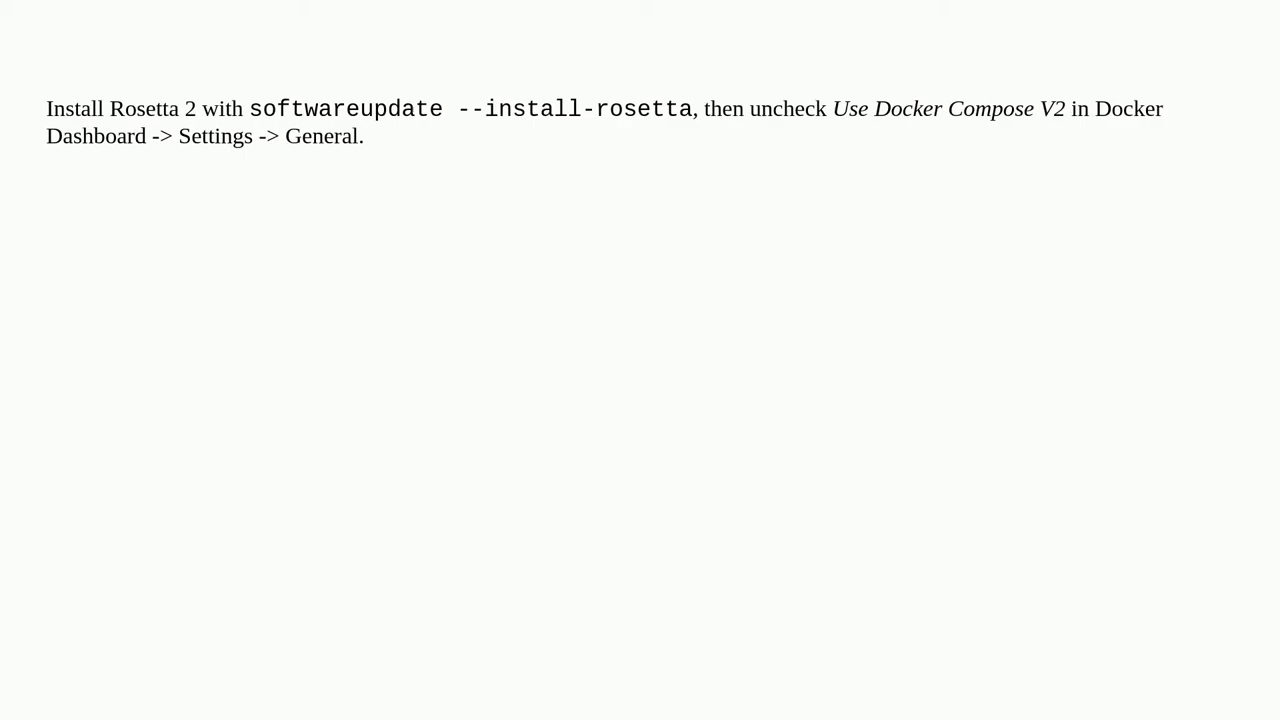 Install Rosetta 2 with softwareupdate --install-rosetta, then uncheck Use Docker Compose V2 in Docker
Dashboard -> Settings -> General.